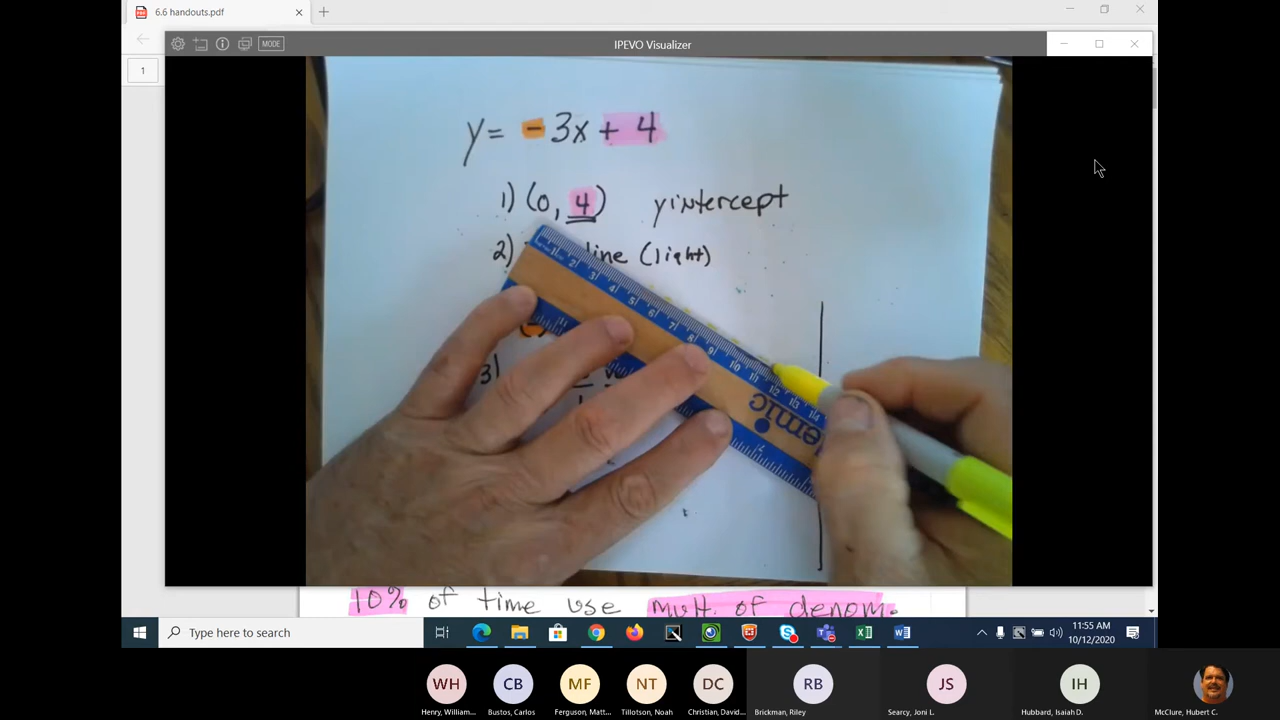 6.6 handouts.pdf
IPEVO Visualizer
MODE
1
y = - 3x + 4
1) (0, 4) y intercept
2) line (light)
3)
1
10% of time use mult. of denom.
Type here to search
11:55 AM
10/12/2020
WH CB MF NT DC RB JS IH
Henry, William... Bustos, Carlos Ferguson, Matt... Tillotson, Noah Christian, David... Brickman, Riley Searcy, Joni L. Hubbard, Isaiah D. McClure, Hubert C.